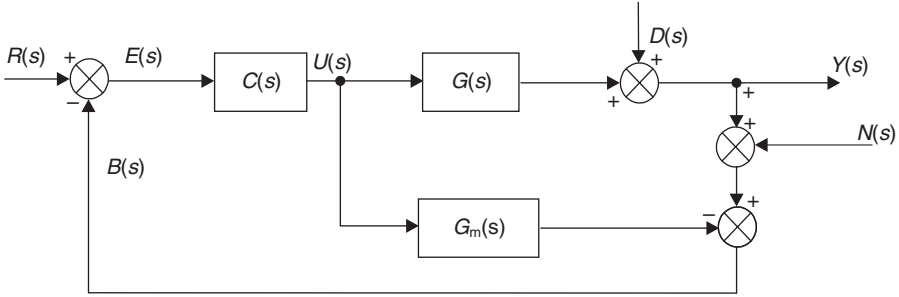 D(s)
R(s)
+
E(s)
C(s)
U(s)
G(s)
+
+
Y(s)
−
+
+
N(s)
B(s)
+
−
Gm(s)